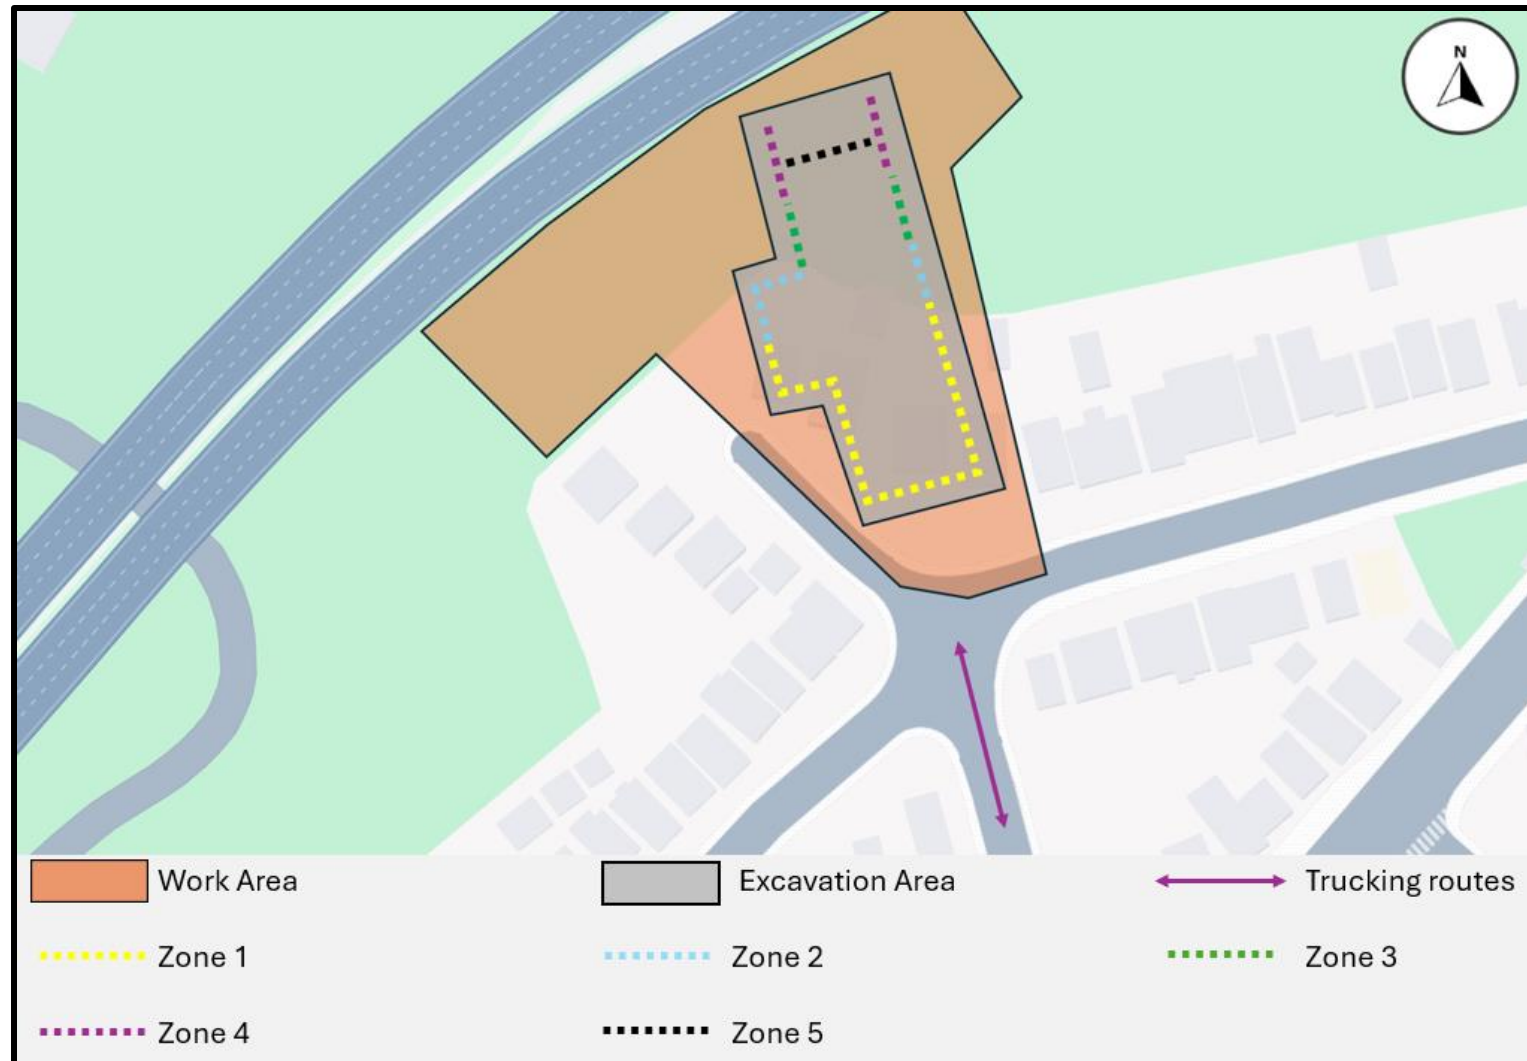 N
Work Area
Excavation Area
Trucking routes
Zone 1
Zone 2
Zone 3
Zone 4
Zone 5